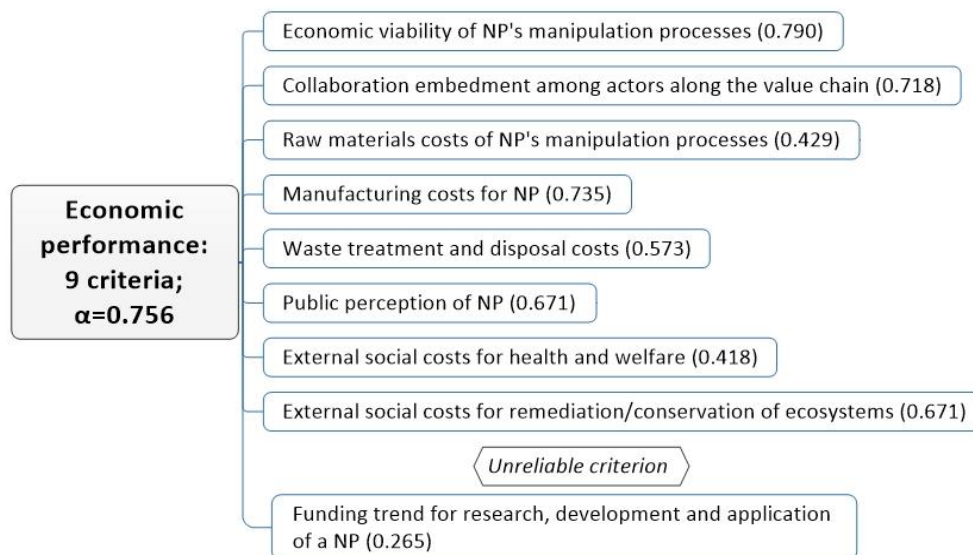 Economic viability of NP's manipulation processes (0.790)
Collaboration embedment among actors along the value chain (0.718)
Raw materials costs of NP's manipulation processes (0.429)
Economic
performance:
9 criteria;
α=0.756
Manufacturing costs for NP (0.735)
Waste treatment and disposal costs (0.573)
Public perception of NP (0.671)
External social costs for health and welfare (0.418)
External social costs for remediation/conservation of ecosystems (0.671)
Unreliable criterion
Funding trend for research, development and application
of a NP (0.265)